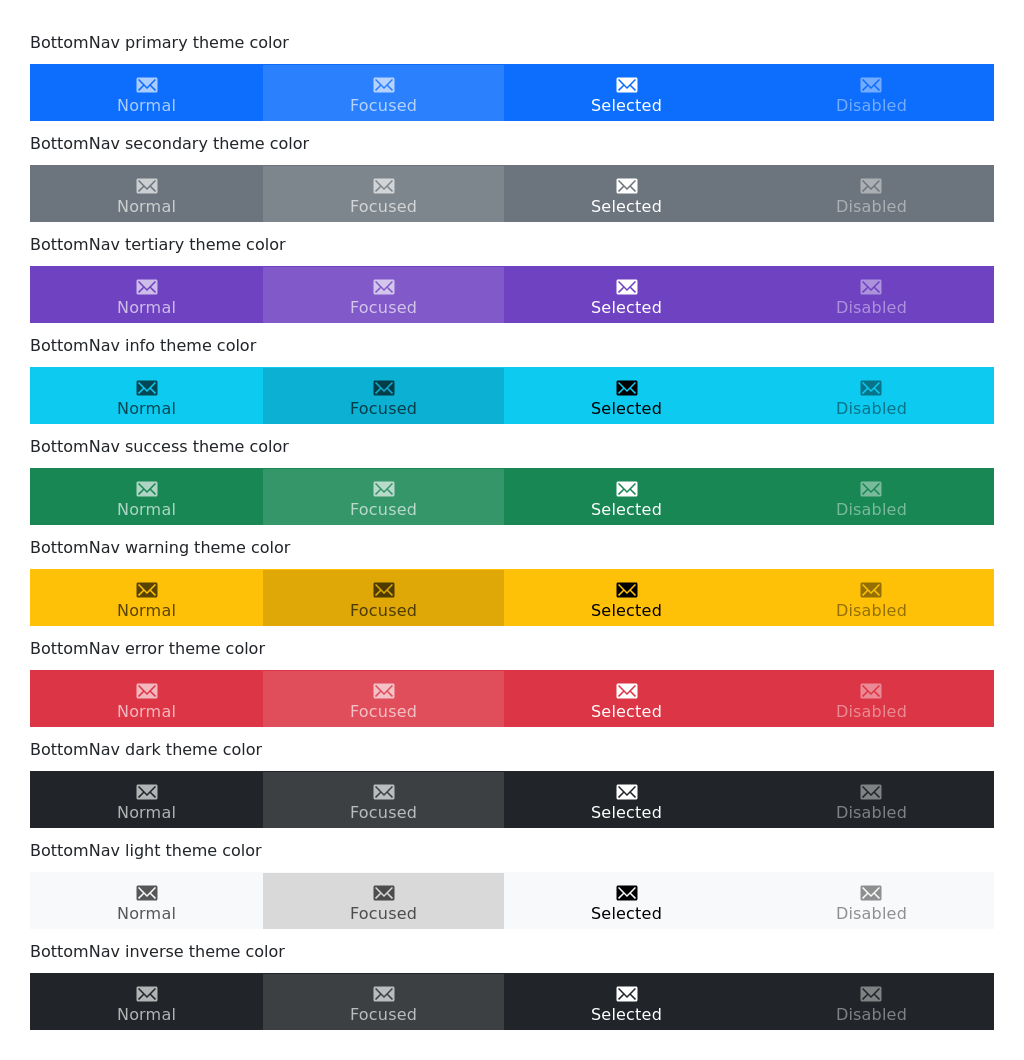 BottomNav primary theme color
Normal Focused Selected Disabled
BottomNav secondary theme color
Normal Focused Selected Disabled
BottomNav tertiary theme color
Normal Focused Selected Disabled
BottomNav info theme color
Normal Focused Selected Disabled
BottomNav success theme color
Normal Focused Selected Disabled
BottomNav warning theme color
Normal Focused Selected Disabled
BottomNav error theme color
Normal Focused Selected Disabled
BottomNav dark theme color
Normal Focused Selected Disabled
BottomNav light theme color
Normal Focused Selected Disabled
BottomNav inverse theme color
Normal Focused Selected Disabled